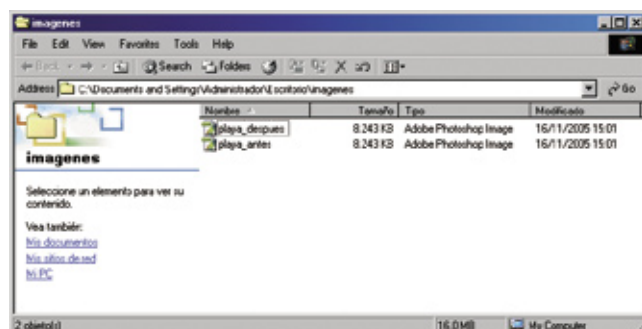 imagenes
File Edit View Favorites Tools Help
Back Search Folders
Address C:\Documents and Settings\Administrador\Escritorio\imagenes Go
Nombre Tamaño Tipo Modificado
playa_despues 8.243 KB Adobe Photoshop Image 16/11/2005 15:01
playa_antes 8.243 KB Adobe Photoshop Image 16/11/2005 15:01
imagenes
Seleccione un elemento para ver su
contenido.
Vea también:
Mis documentos
Mis sitios de red
Mi PC
2 objeto(s) 16,0 MB My Computer